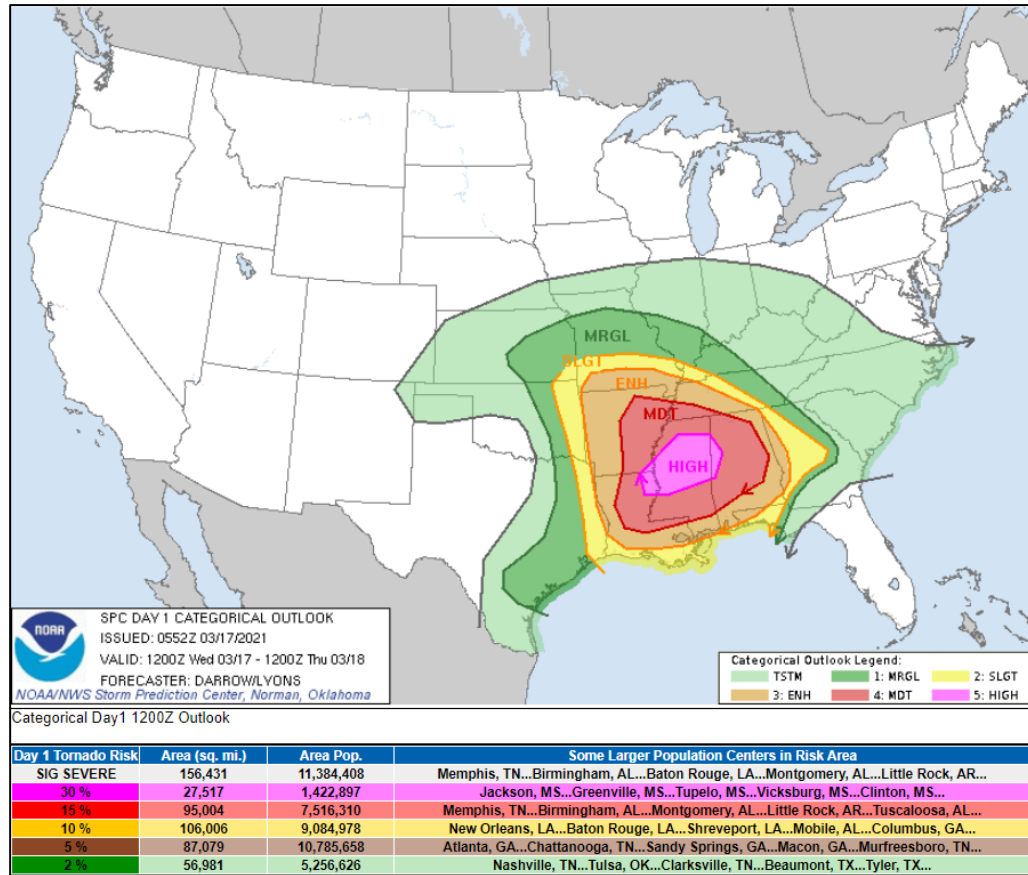 MRGL
SLGT
ENH
MDT
HIGH
NOAA
SPC DAY 1 CATEGORICAL OUTLOOK
ISSUED: 0552Z 03/17/2021
VALID: 1200Z Wed 03/17 - 1200Z Thu 03/18
FORECASTER: DARROW/LYONS
NOAA/NWS Storm Prediction Center, Norman, Oklahoma
Categorical Outlook Legend:
TSTM 1: MRGL 2: SLGT
3: ENH 4: MDT 5: HIGH
Categorical Day1 1200Z Outlook
Day 1 Tornado Risk Area (sq. mi.) Area Pop. Some Larger Population Centers in Risk Area
SIG SEVERE 156,431 11,384,408 Memphis, TN...Birmingham, AL...Baton Rouge, LA...Montgomery, AL...Little Rock, AR...
30 % 27,517 1,422,897 Jackson, MS...Greenville, MS...Tupelo, MS...Vicksburg, MS...Clinton, MS...
15 % 95,004 7,516,310 Memphis, TN...Birmingham, AL...Montgomery, AL...Little Rock, AR...Tuscaloosa, AL...
10 % 106,006 9,084,978 New Orleans, LA...Baton Rouge, LA...Shreveport, LA...Mobile, AL...Columbus, GA...
5 % 87,079 10,785,658 Atlanta, GA...Chattanooga, TN...Sandy Springs, GA...Macon, GA...Murfreesboro, TN...
2 % 56,981 5,256,626 Nashville, TN...Tulsa, OK...Clarksville, TN...Beaumont, TX...Tyler, TX...